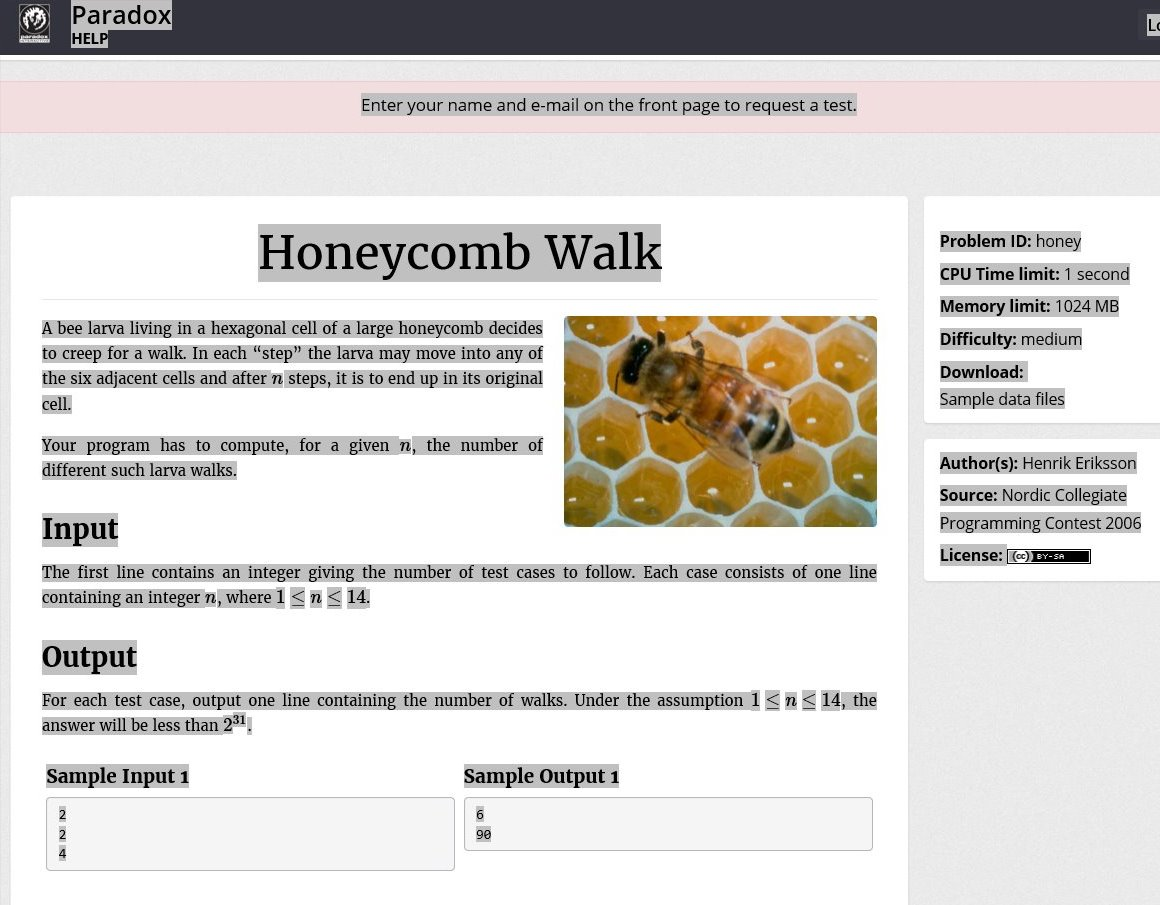 Paradox
HELP
Enter your name and e-mail on the front page to request a test.
Honeycomb Walk
A bee larva living in a hexagonal cell of a large honeycomb decides
to creep for a walk. In each “step” the larva may move into any of
the six adjacent cells and after n steps, it is to end up in its original
cell.
Your program has to compute, for a given n, the number of
different such larva walks.
Input
The first line contains an integer giving the number of test cases to follow. Each case consists of one line
containing an integer n, where 1 ≤ n ≤ 14.
Output
For each test case, output one line containing the number of walks. Under the assumption 1 ≤ n ≤ 14, the
answer will be less than 2³¹.
Sample Input 1
2
2
4
Sample Output 1
6
90
Problem ID: honey
CPU Time limit: 1 second
Memory limit: 1024 MB
Difficulty: medium
Download:
Sample data files
Author(s): Henrik Eriksson
Source: Nordic Collegiate
Programming Contest 2006
License: cc BY-SA